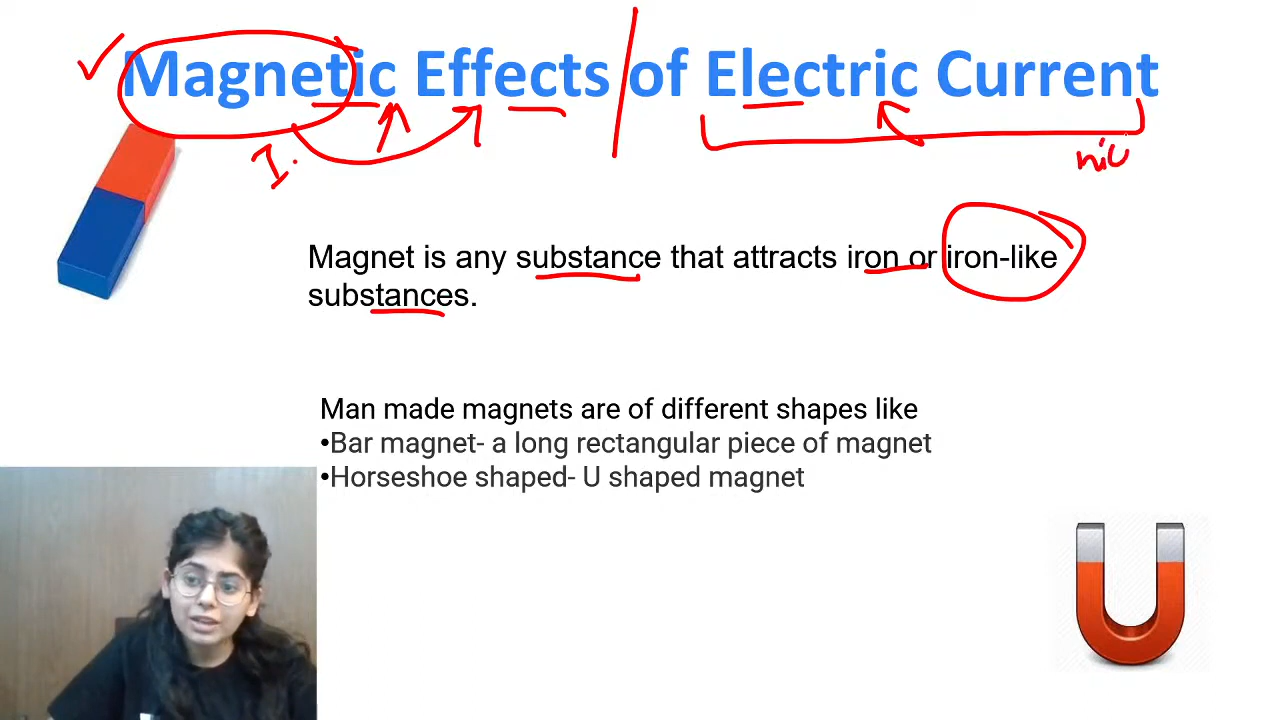 Magnetic Effects of Electric Current
I.
nic
Magnet is any substance that attracts iron or iron-like
substances.
Man made magnets are of different shapes like
•Bar magnet- a long rectangular piece of magnet
•Horseshoe shaped- U shaped magnet